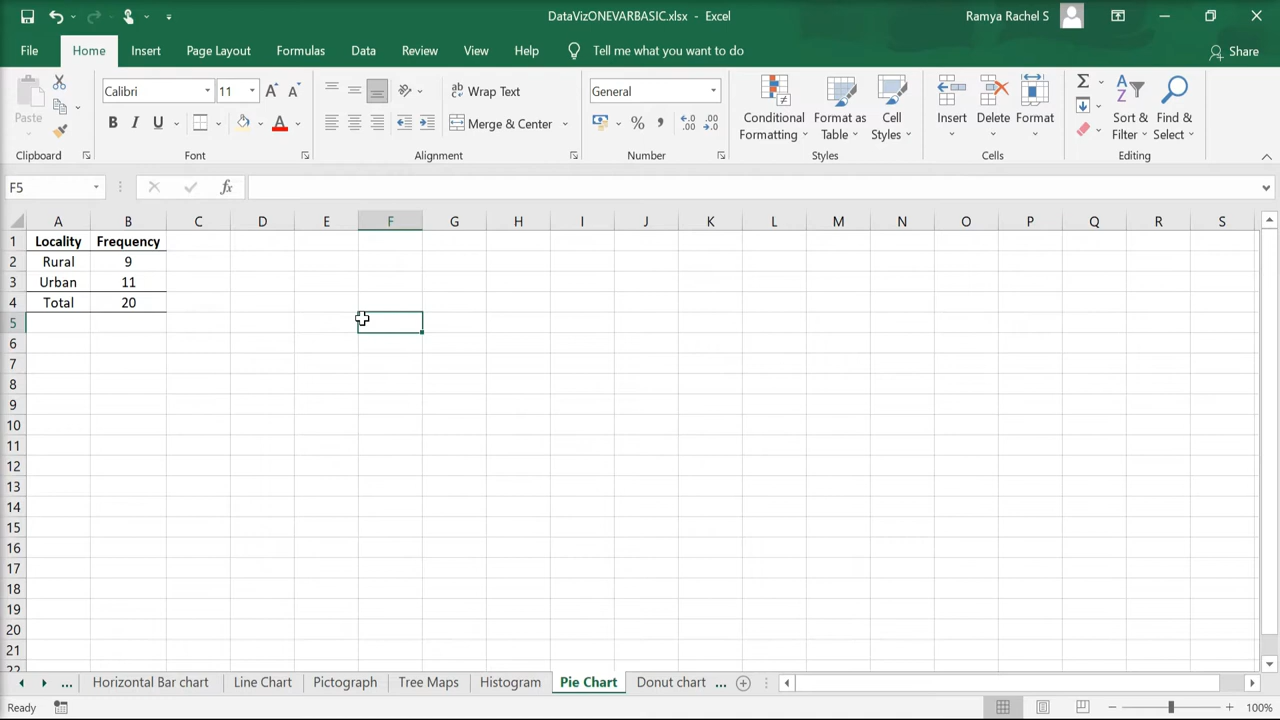 DataVizONEVARBASIC.xlsx - Excel
Ramya Rachel S
File Home Insert Page Layout Formulas Data Review View Help Tell me what you want to do Share
Paste
Calibri 11
B I U A
Wrap Text
Merge & Center
General
% ,
Conditional Formatting
Format as Table
Cell Styles
Insert Delete Format
Sort & Filter
Find & Select
Clipboard Font Alignment Number Styles Cells Editing
F5 fx
A B C D E F G H I J K L M N O P Q R S
1 Locality Frequency
2 Rural 9
3 Urban 11
4 Total 20
5
6
7
8
9
10
11
12
13
14
15
16
17
18
19
20
21
22
... Horizontal Bar chart Line Chart Pictograph Tree Maps Histogram Pie Chart Donut chart ...
Ready 100%